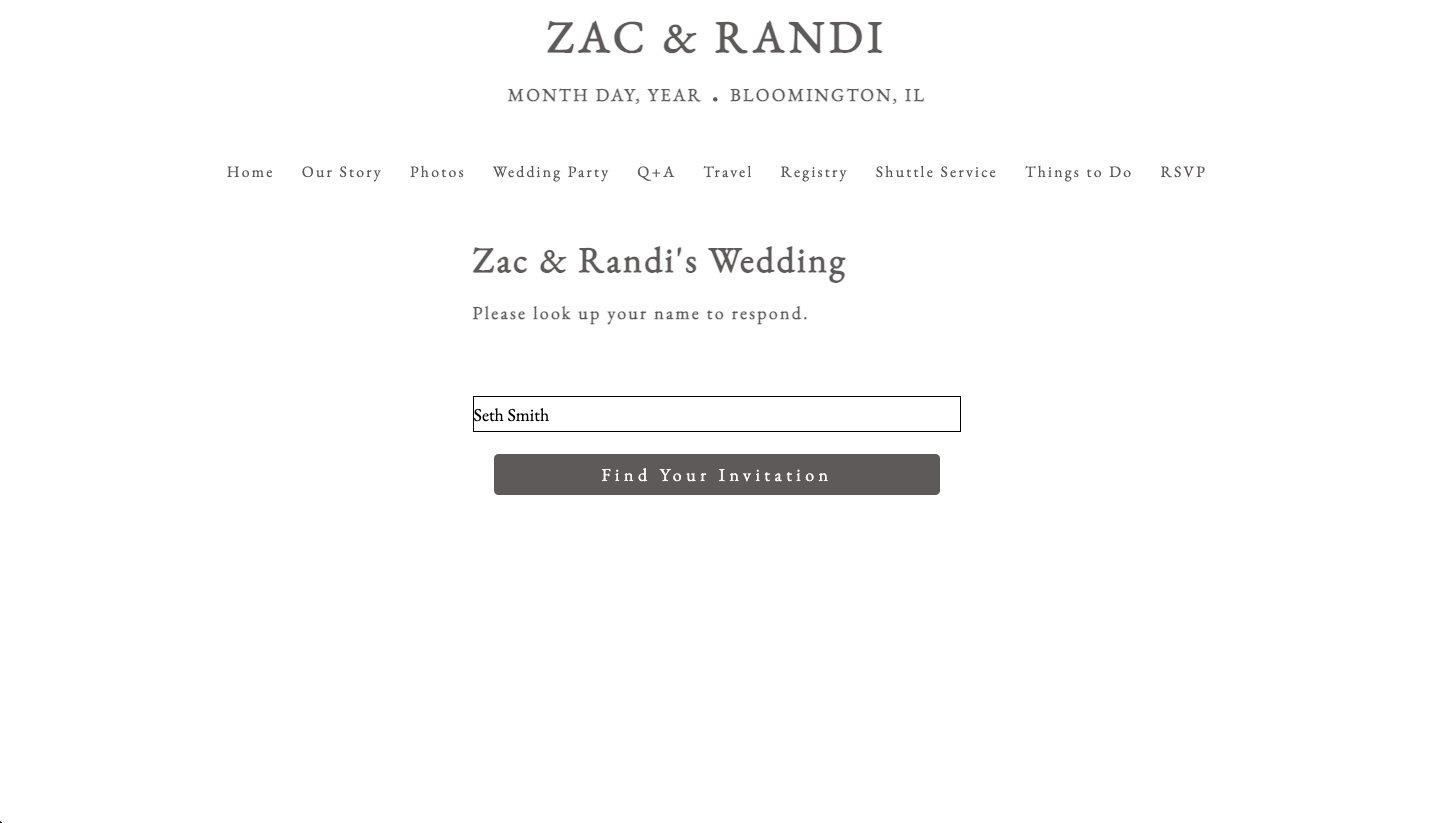 ZAC & RANDI
MONTH DAY, YEAR . BLOOMINGTON, IL
Home Our Story Photos Wedding Party Q+A Travel Registry Shuttle Service Things to Do RSVP
Zac & Randi's Wedding
Please look up your name to respond.
Seth Smith
Find Your Invitation